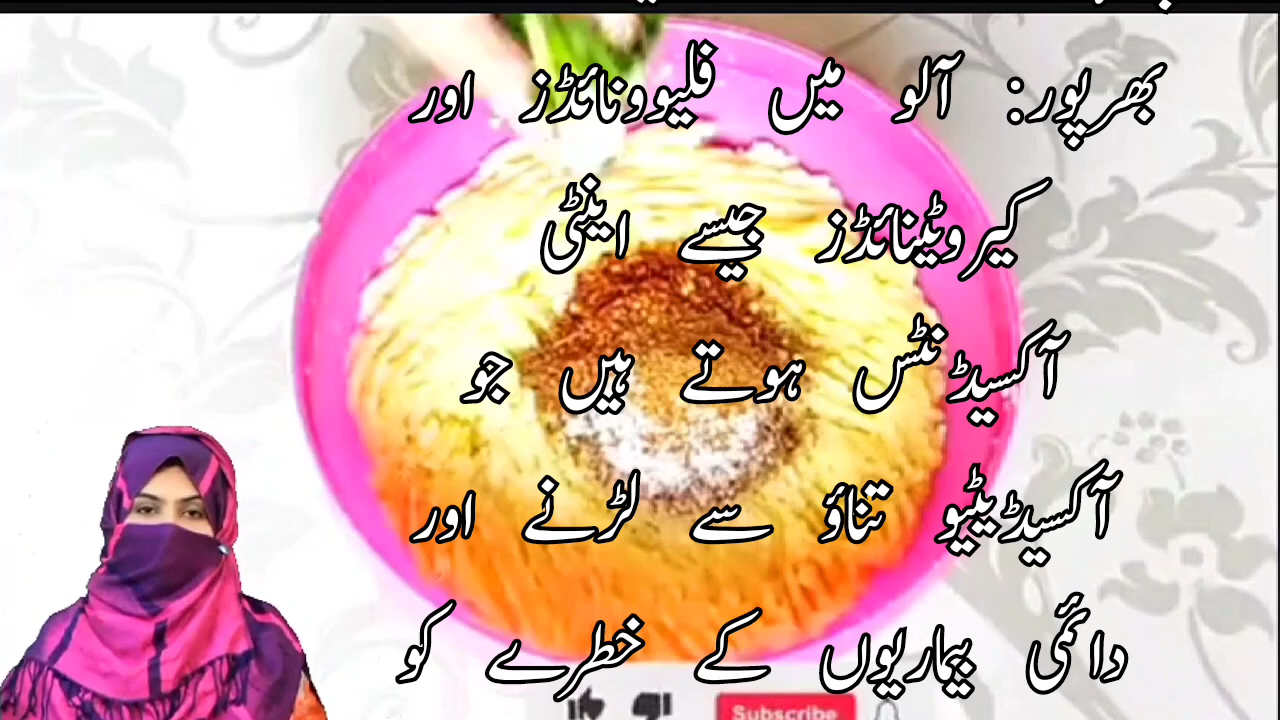 بھرپور: آلو میں فلیوونائڈز اور
کیروٹینائڈز جیسے اینٹی
آکسیڈنٹس ہوتے ہیں جو
آکسیڈیٹیو تناؤ سے لڑنے اور
دائمی بیماریوں کے خطرے کو
Subscribe